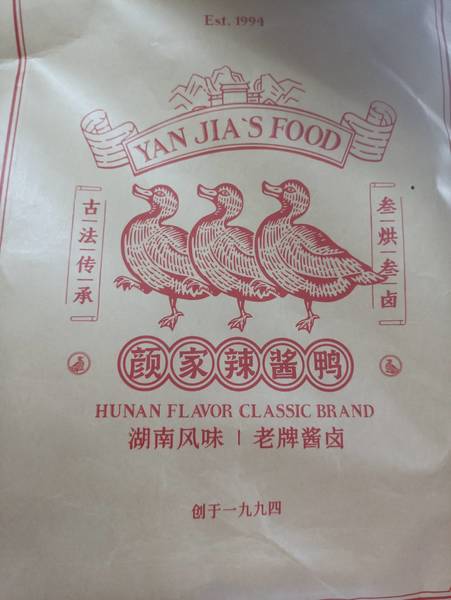 Est. 1994
YAN JIA'S FOOD
古法传承
叁烘叁卤
颜家辣酱鸭
HUNAN FLAVOR CLASSIC BRAND
湖南风味 | 老牌酱卤
创于一九九四